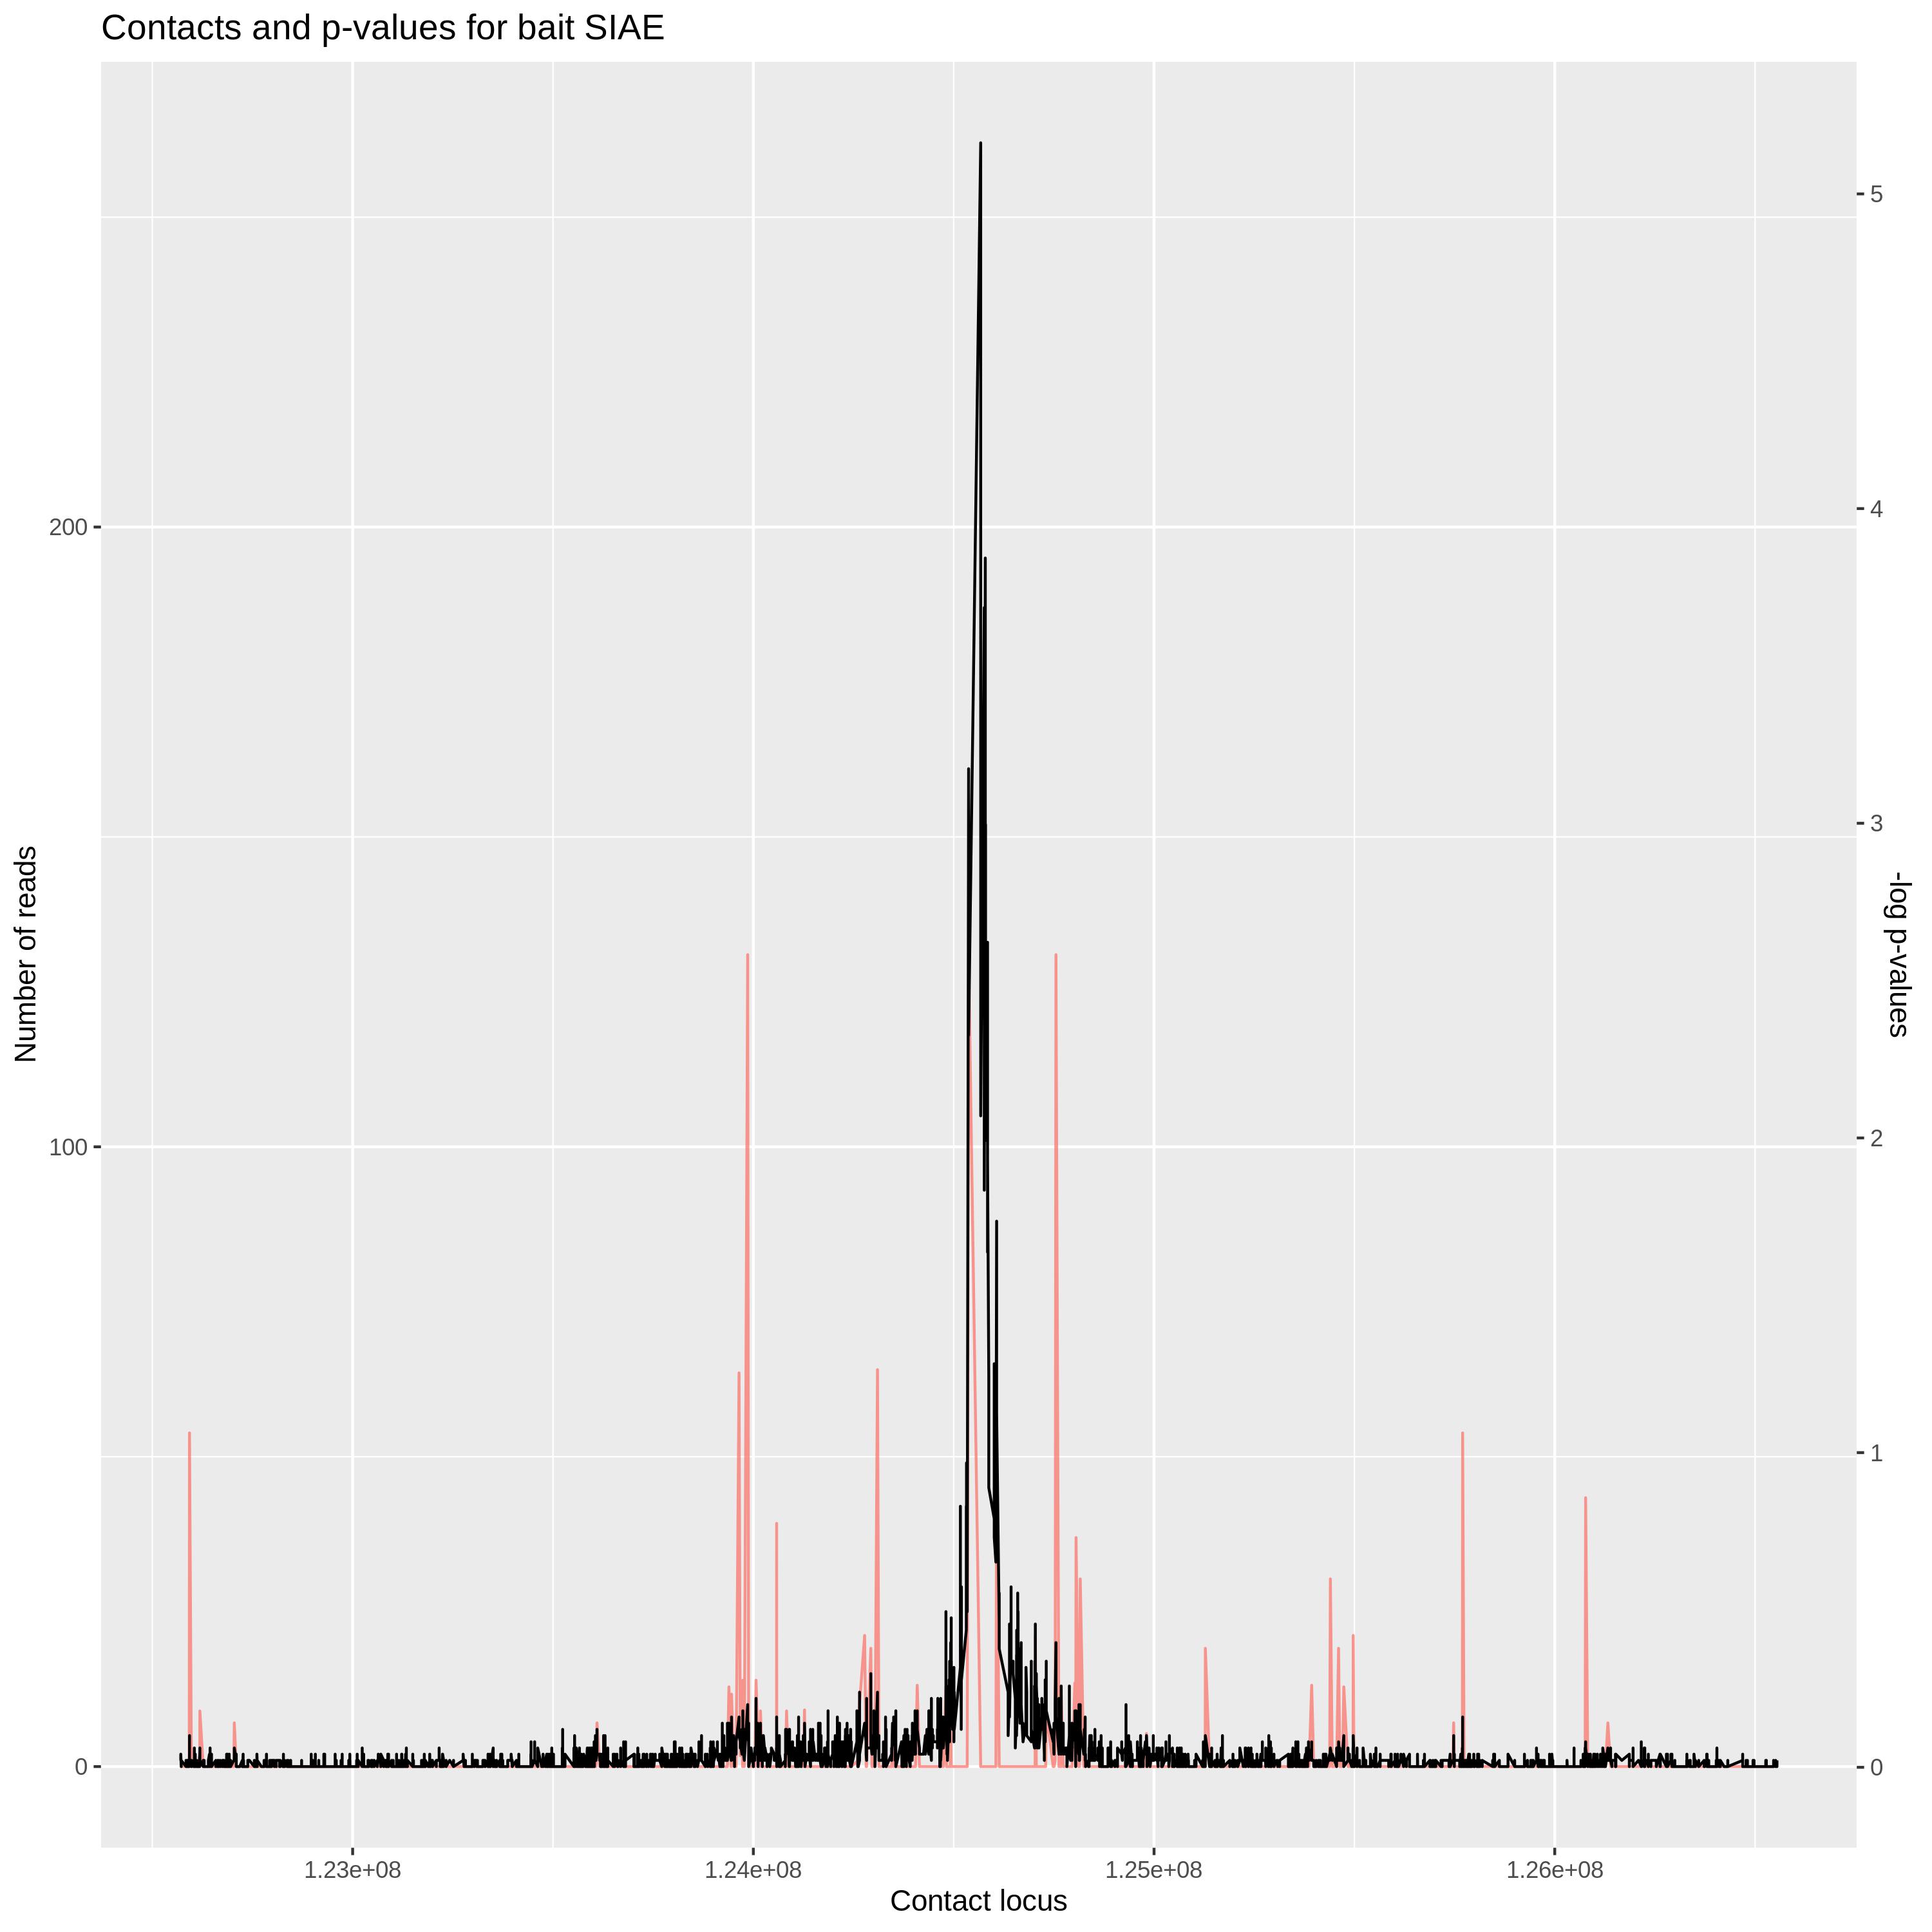 Contacts and p-values for bait SIAE
Number of reads
200
100
0
5
4
3
2
1
0
-log p-values
1.23e+08
1.24e+08
1.25e+08
1.26e+08
Contact locus